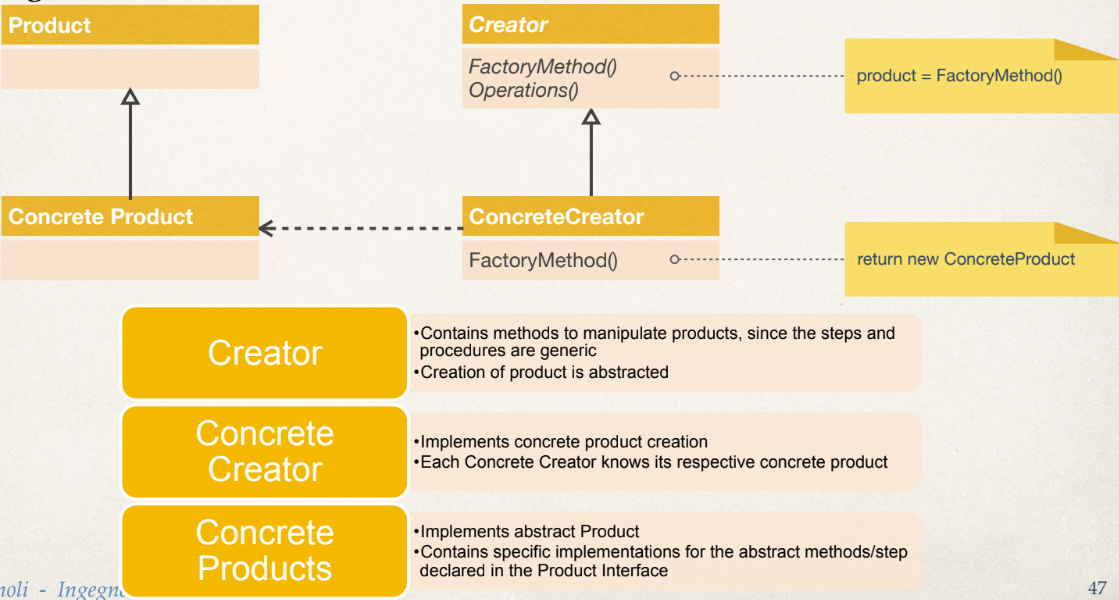 Product
Creator
FactoryMethod()
Operations()
product = FactoryMethod()
Concrete Product
ConcreteCreator
FactoryMethod()
return new ConcreteProduct
Creator
•Contains methods to manipulate products, since the steps and
procedures are generic
•Creation of product is abstracted
Concrete
Creator
•Implements concrete product creation
•Each Concrete Creator knows its respective concrete product
Concrete
Products
•Implements abstract Product
•Contains specific implementations for the abstract methods/step
declared in the Product Interface
47